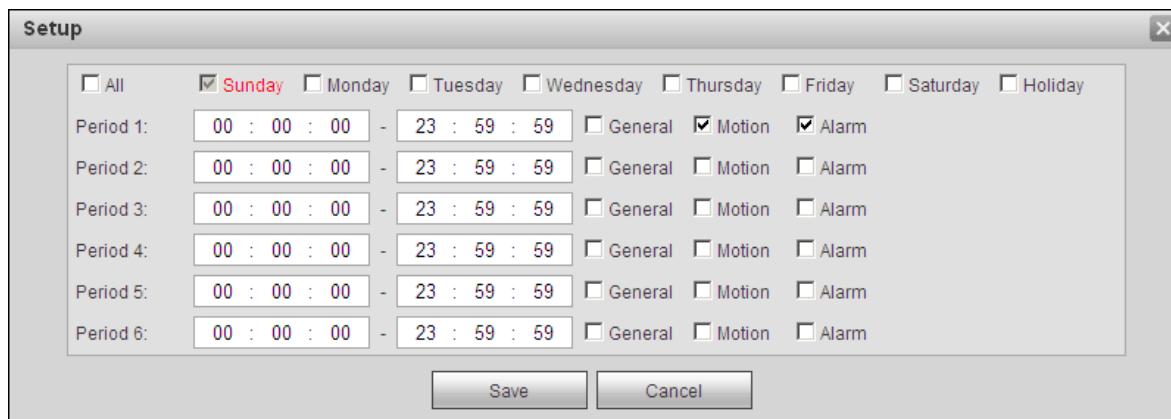 Setup
All Sunday Monday Tuesday Wednesday Thursday Friday Saturday Holiday
Period 1: 00 : 00 : 00 - 23 : 59 : 59 General Motion Alarm
Period 2: 00 : 00 : 00 - 23 : 59 : 59 General Motion Alarm
Period 3: 00 : 00 : 00 - 23 : 59 : 59 General Motion Alarm
Period 4: 00 : 00 : 00 - 23 : 59 : 59 General Motion Alarm
Period 5: 00 : 00 : 00 - 23 : 59 : 59 General Motion Alarm
Period 6: 00 : 00 : 00 - 23 : 59 : 59 General Motion Alarm
Save Cancel